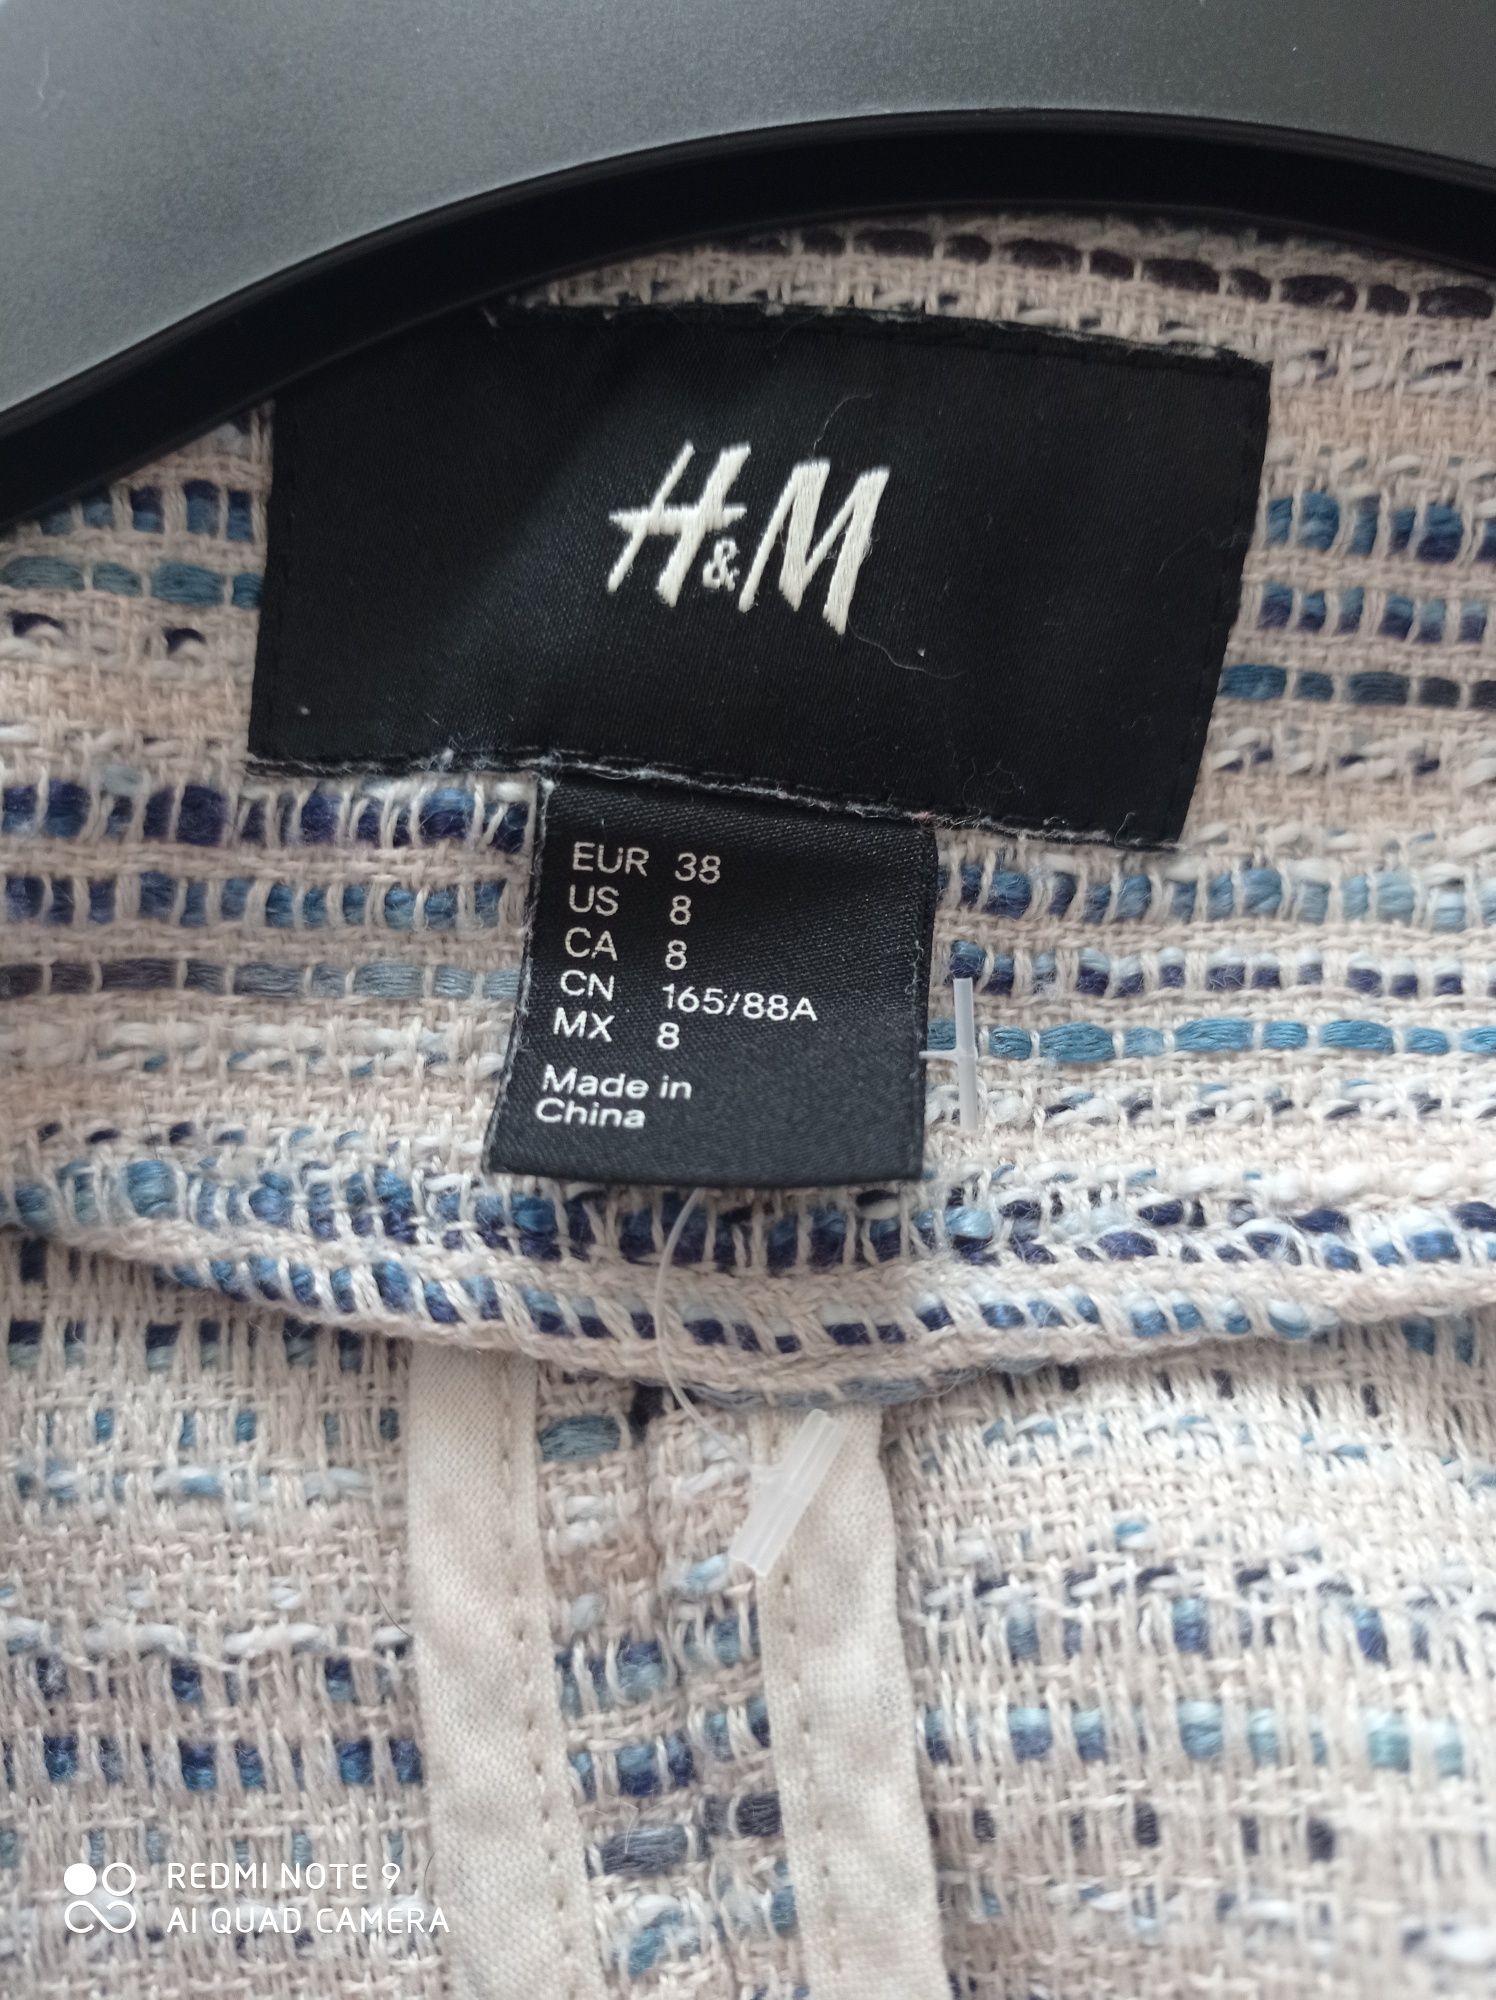 H&M
EUR 38
US 8
CA 8
CN 165/88A
MX 8
Made in
China
REDMI NOTE 9
AI QUAD CAMERA